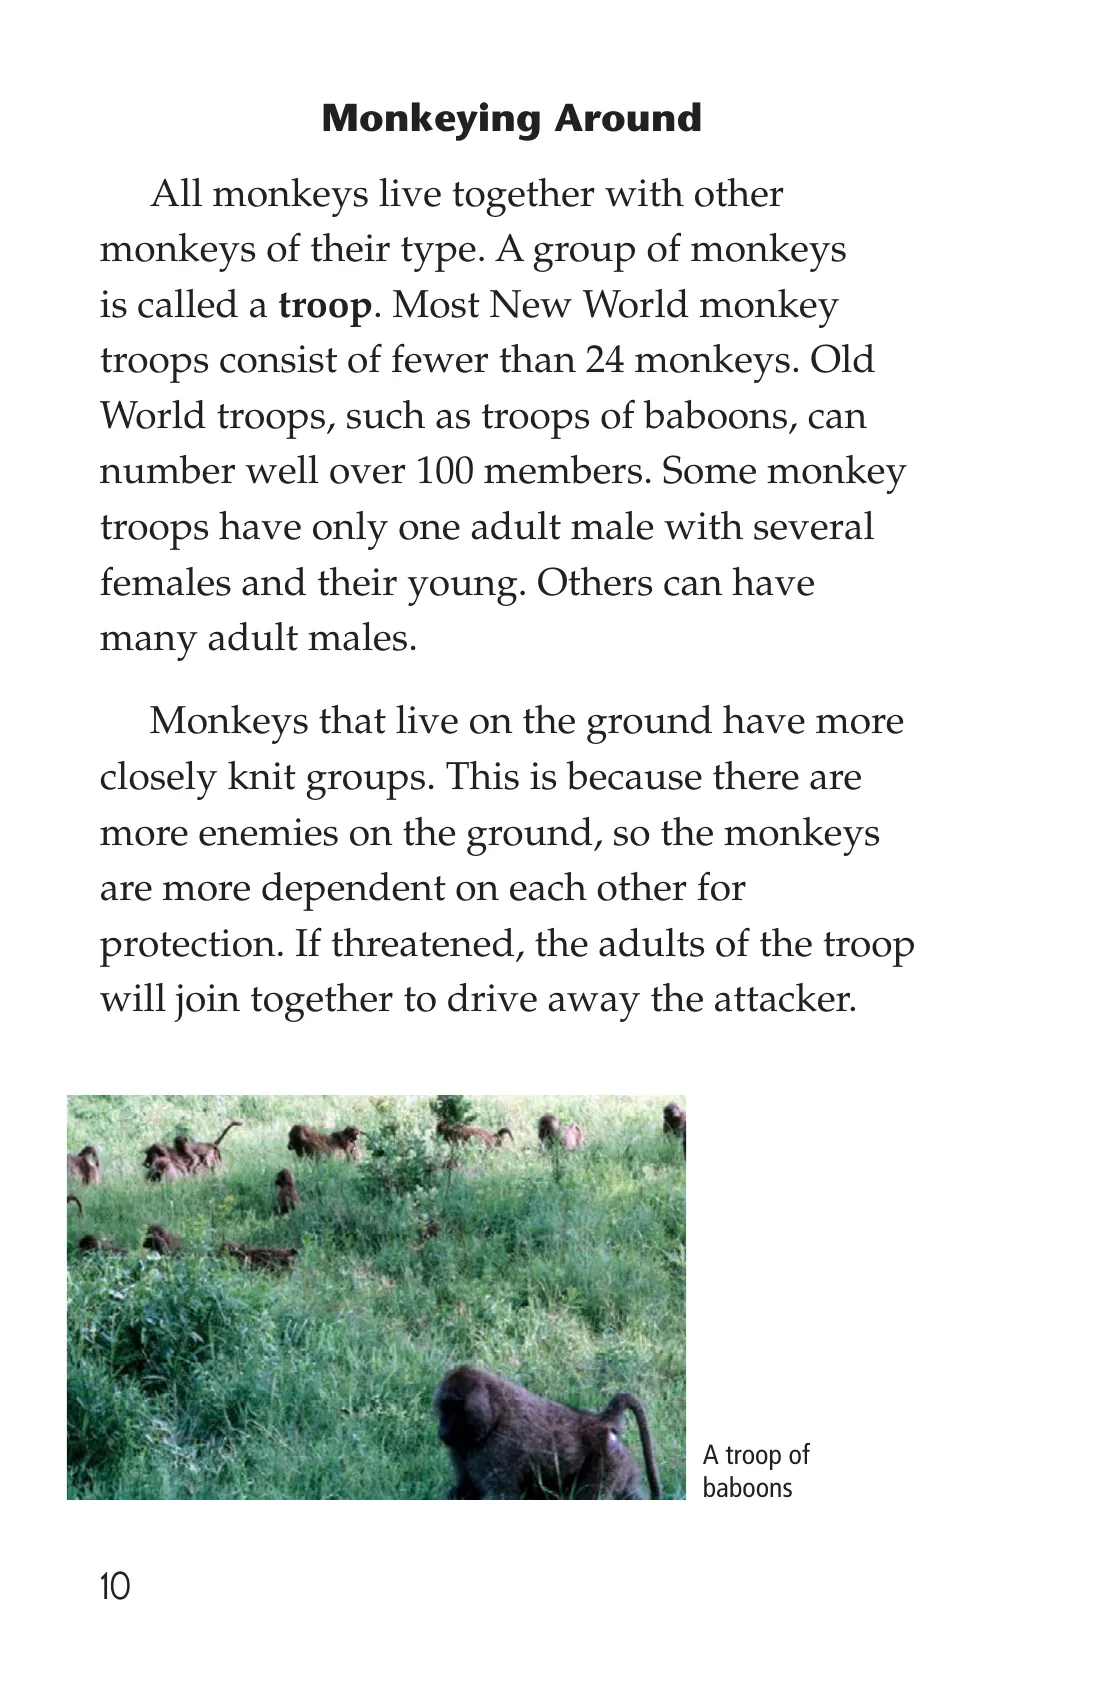 Monkeying Around
All monkeys live together with other
monkeys of their type. A group of monkeys
is called a troop. Most New World monkey
troops consist of fewer than 24 monkeys. Old
World troops, such as troops of baboons, can
number well over 100 members. Some monkey
troops have only one adult male with several
females and their young. Others can have
many adult males.
Monkeys that live on the ground have more
closely knit groups. This is because there are
more enemies on the ground, so the monkeys
are more dependent on each other for
protection. If threatened, the adults of the troop
will join together to drive away the attacker.
A troop of
baboons
10